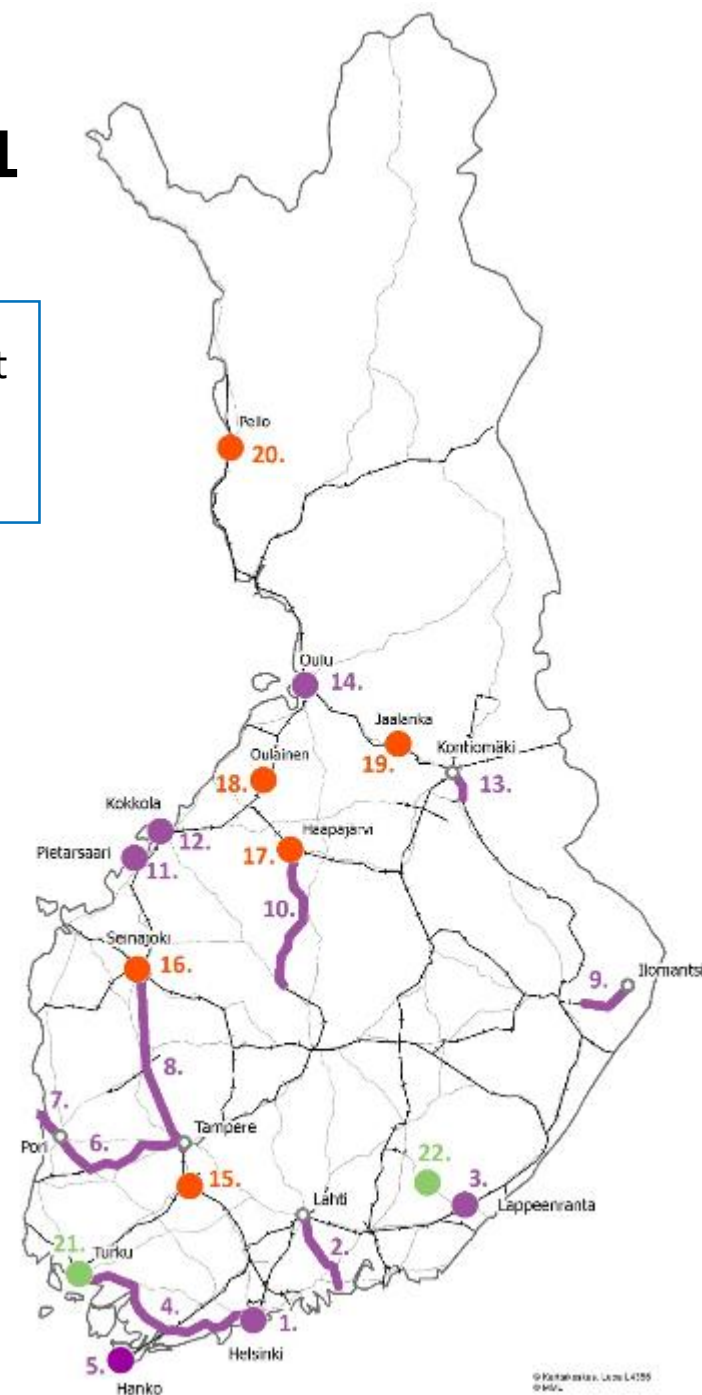 1
t
Pello
20.
Oulu
14.
Jaalanka
19.
Kontiomäki
13.
Oulainen
18.
Kokkola
12.
Pietarsaari
11.
Haapajärvi
17.
10.
Seinäjoki
16.
Ilomantsi
9.
8.
7.
Pori
6.
Tampere
15.
22.
3.
Lappeenranta
Lahti
2.
21.
Turku
4.
1.
Helsinki
5.
Hanko